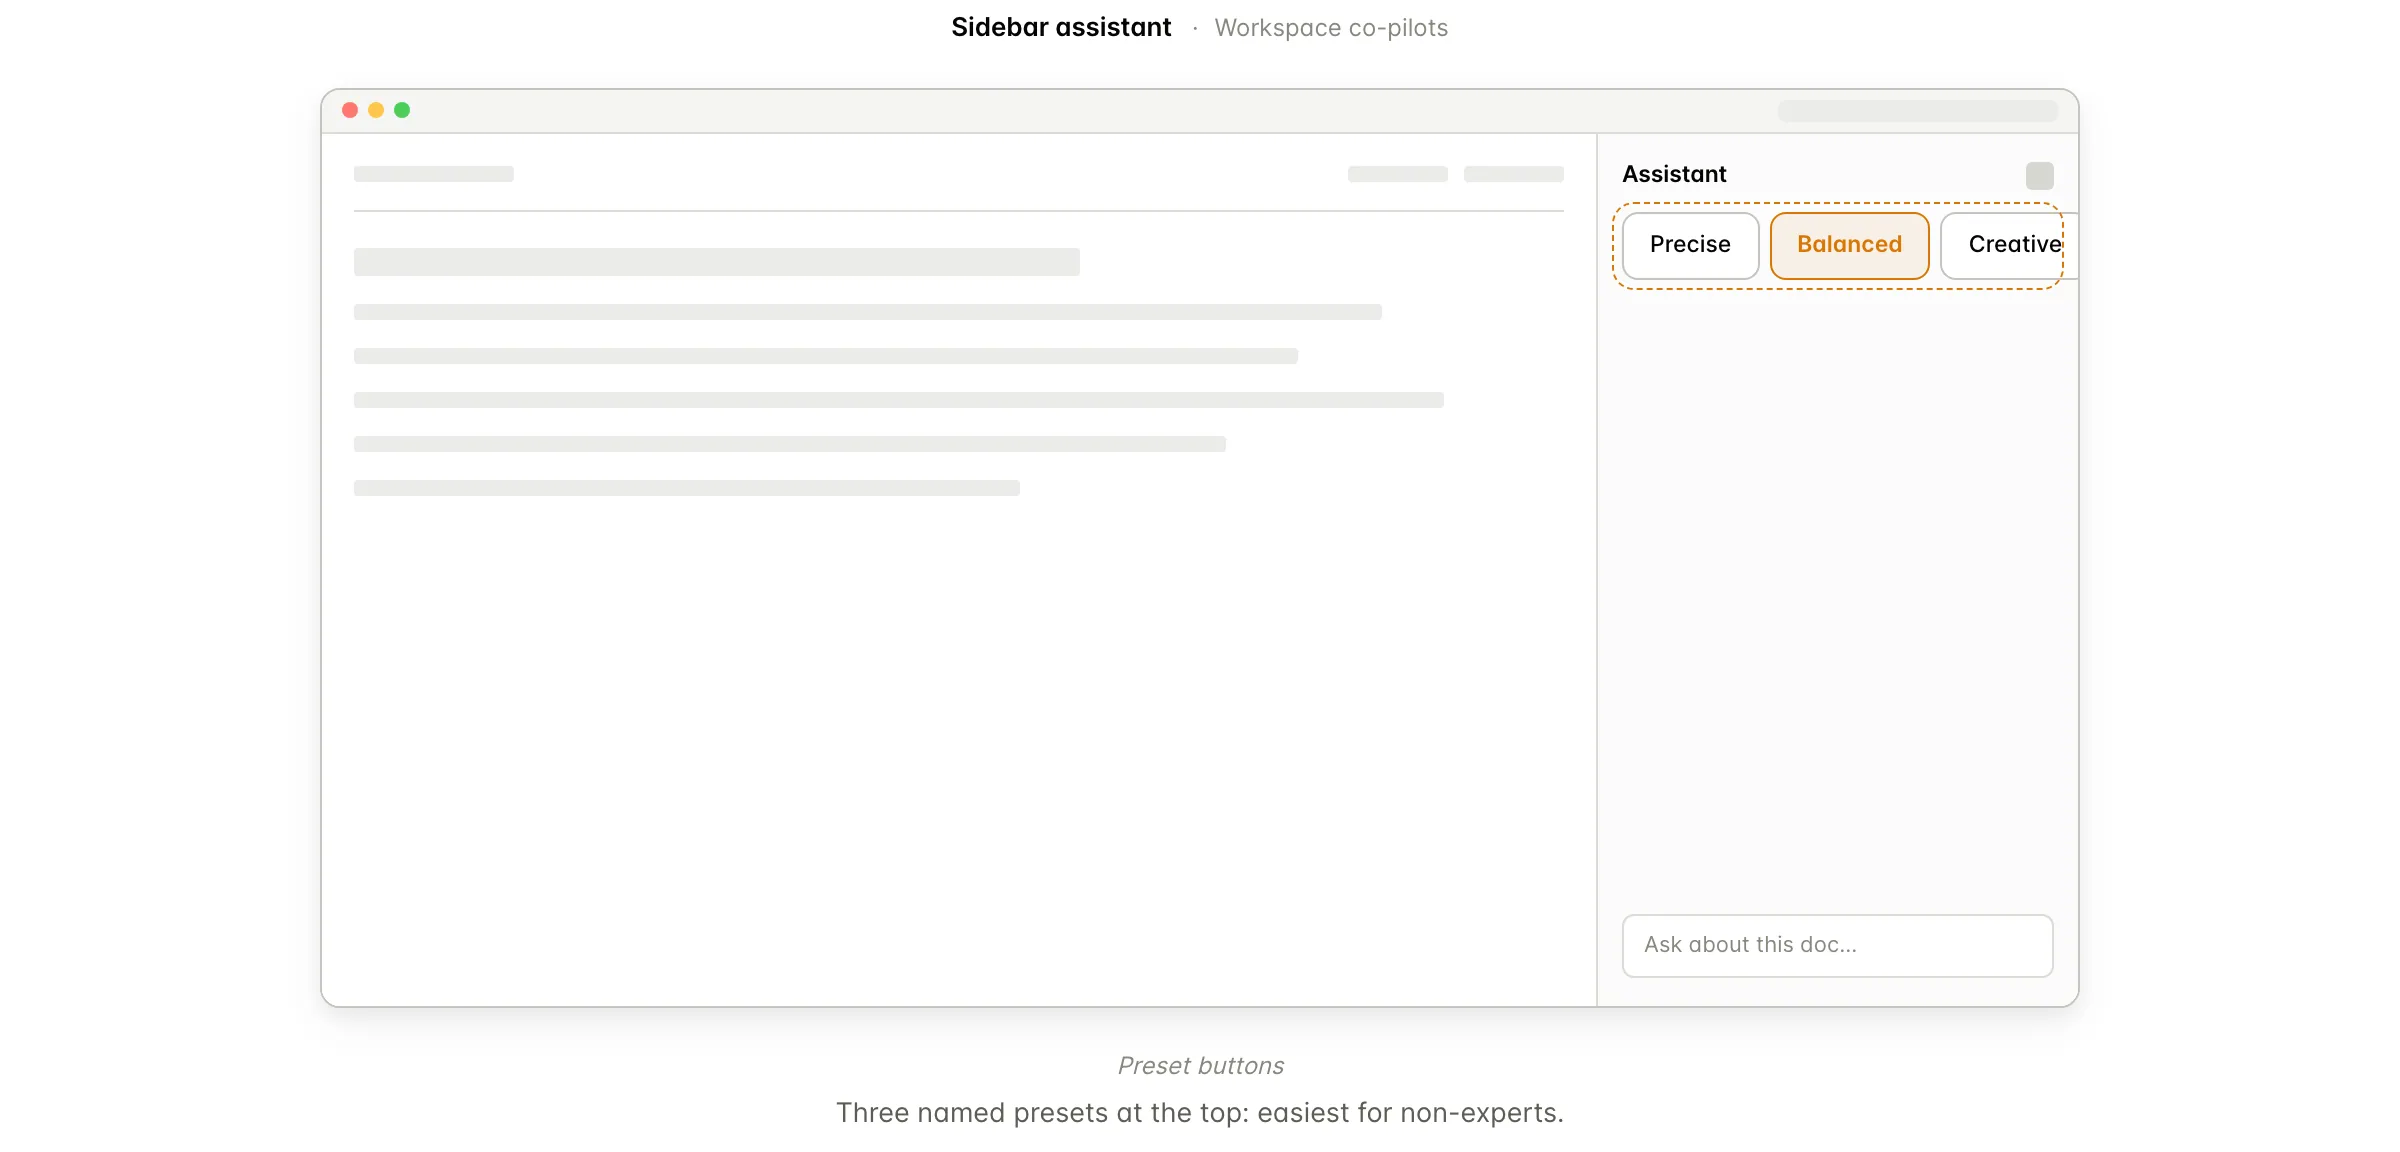 Sidebar assistant · Workspace co-pilots
Assistant
Precise Balanced Creative
Ask about this doc...
Preset buttons
Three named presets at the top: easiest for non-experts.